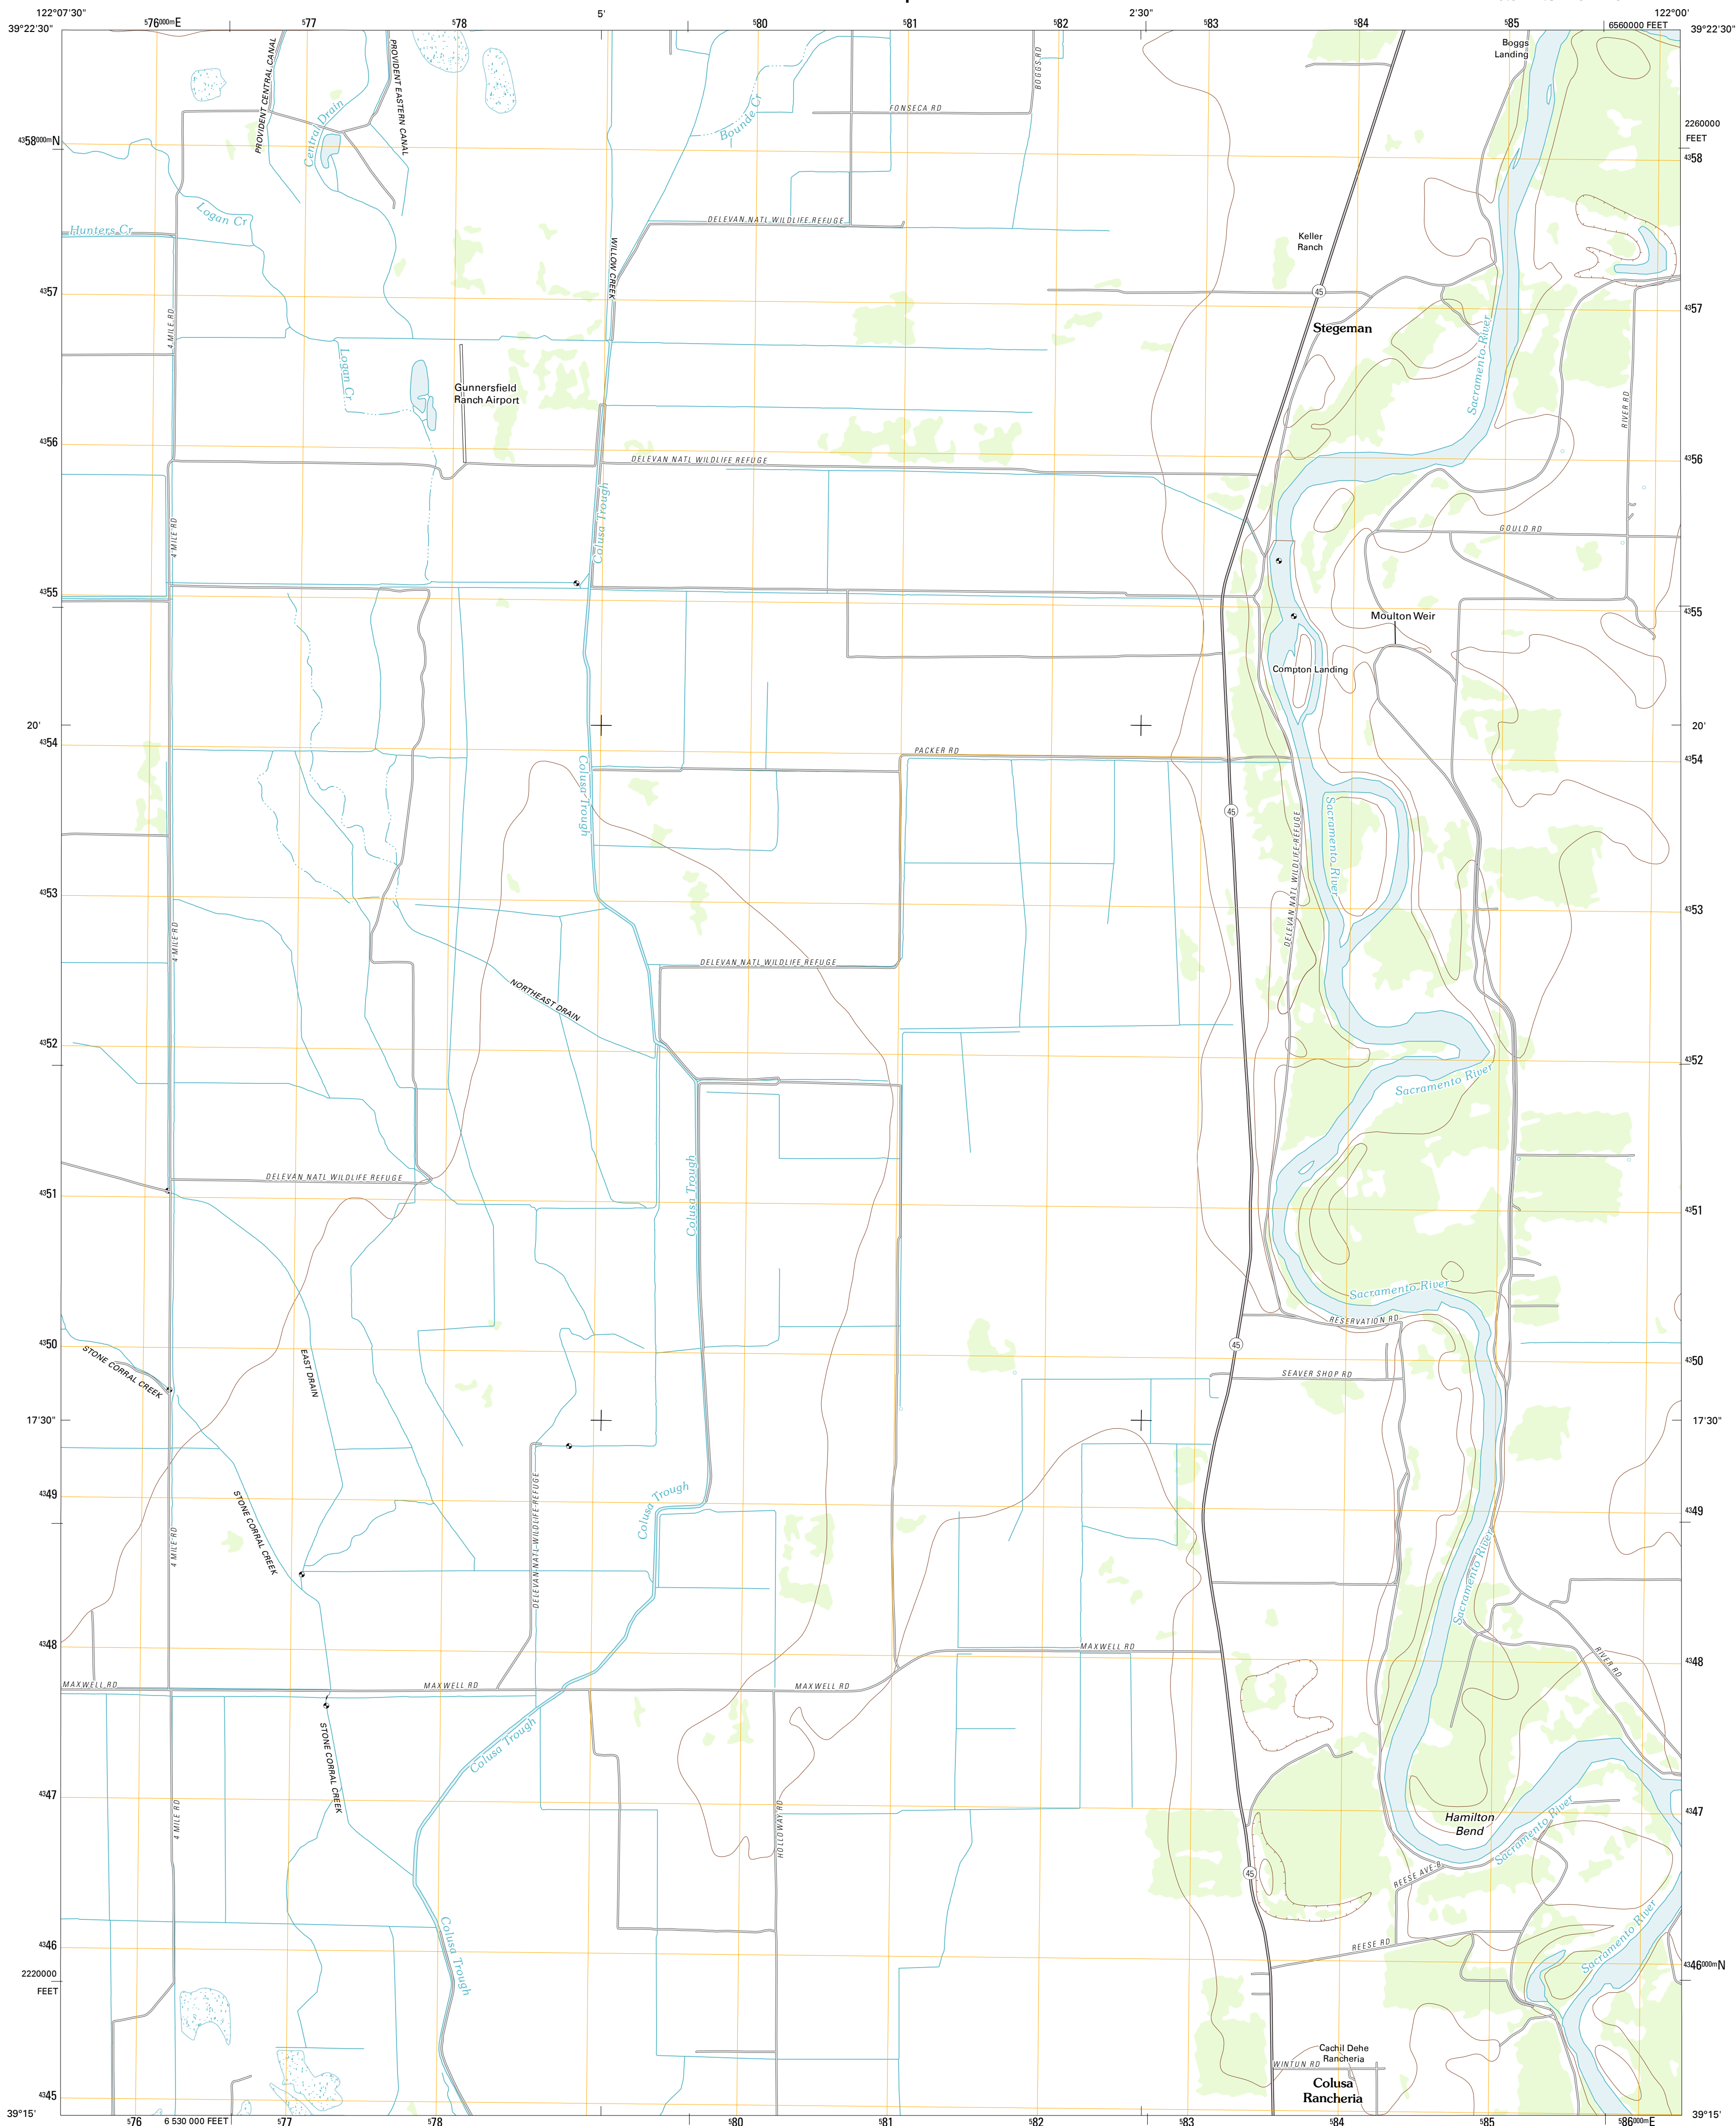 122°07'30"
576000mE
577
578
5'
580
581
582
2'30"
583
584
585
6560000 FEET
122°00'
39°22'30"
39°22'30"
Boggs
Landing
PROVIDENT CENTRAL CANAL
PROVIDENT EASTERN CANAL
Central Drain
Bounde Cr
BOGGS RD
FONSECA RD
2260000
FEET
4358000mN
4358
Logan Cr
Hunters Cr
DELEVAN NATL WILDLIFE REFUGE
WILLOW CREEK
Keller
Ranch
45
4357
4357
4 MILE RD
Stegeman
Sacramento River
Logan Cr
Gunnersfield
Ranch Airport
RIVER RD
4356
4356
DELEVAN NATL WILDLIFE REFUGE
Colusa Trough
4 MILE RD
GOULD RD
4355
4355
Moulton Weir
Compton Landing
20'
20'
4354
4354
PACKER RD
Colusa Trough
45
Sacramento River
DELEVAN NATL WILDLIFE REFUGE
4353
4353
4 MILE RD
DELEVAN NATL WILDLIFE REFUGE
NORTHEAST DRAIN
4352
4352
Sacramento River
Colusa Trough
DELEVAN NATL WILDLIFE REFUGE
4351
4351
Sacramento River
RESERVATION RD
4350
4350
45
STONE CORRAL CREEK
EAST DRAIN
SEAVER SHOP RD
17'30"
17'30"
STONE CORRAL CREEK
DELEVAN NATL WILDLIFE REFUGE
Colusa Trough
4349
4349
4 MILE RD
Sacramento River
4348
4348
MAXWELL RD
RIVER RD
MAXWELL RD
MAXWELL RD
MAXWELL RD
STONE CORRAL CREEK
Colusa Trough
4347
4347
4 MILE RD
HOLLOWAY RD
Hamilton
Bend
Sacramento River
45
REESE AVE-B
Colusa Trough
REESE RD
Sacramento River
4346
4346000mN
2220000
FEET
Cachil Dehe
Rancheria
WINTUN RD
Colusa
Rancheria
4345
39°15'
39°15'
576
6 530 000 FEET
577
578
580
581
582
583
584
585
586000mE